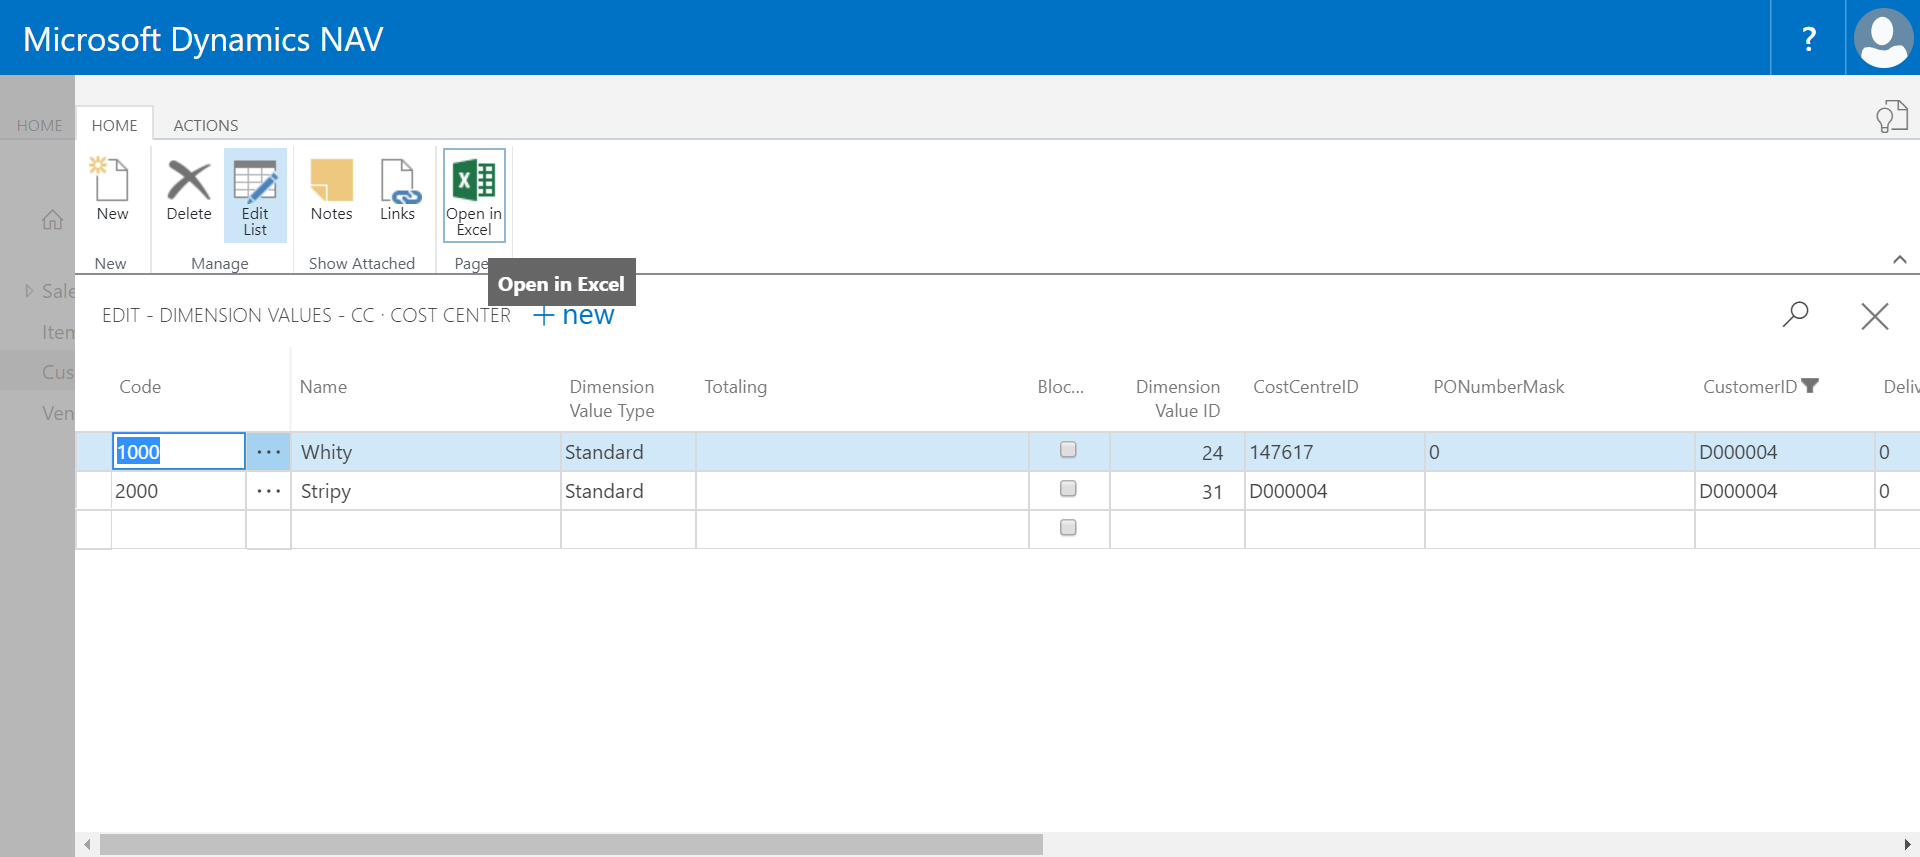 Microsoft Dynamics NAV
?
HOME
HOME
ACTIONS
New
Delete
Edit
List
Notes
Links
Open in
Excel
New
Manage
Show Attached
Page
Open in Excel
Sale
Item
Cus
Ven
EDIT - DIMENSION VALUES - CC · COST CENTER
+ new
Code
Name
Dimension
Value Type
Totaling
Bloc...
Dimension
Value ID
CostCentreID
PONumberMask
CustomerID
Deliv
1000 ... Whity Standard 24 147617 0 D000004 0
2000 ... Stripy Standard 31 D000004 D000004 0